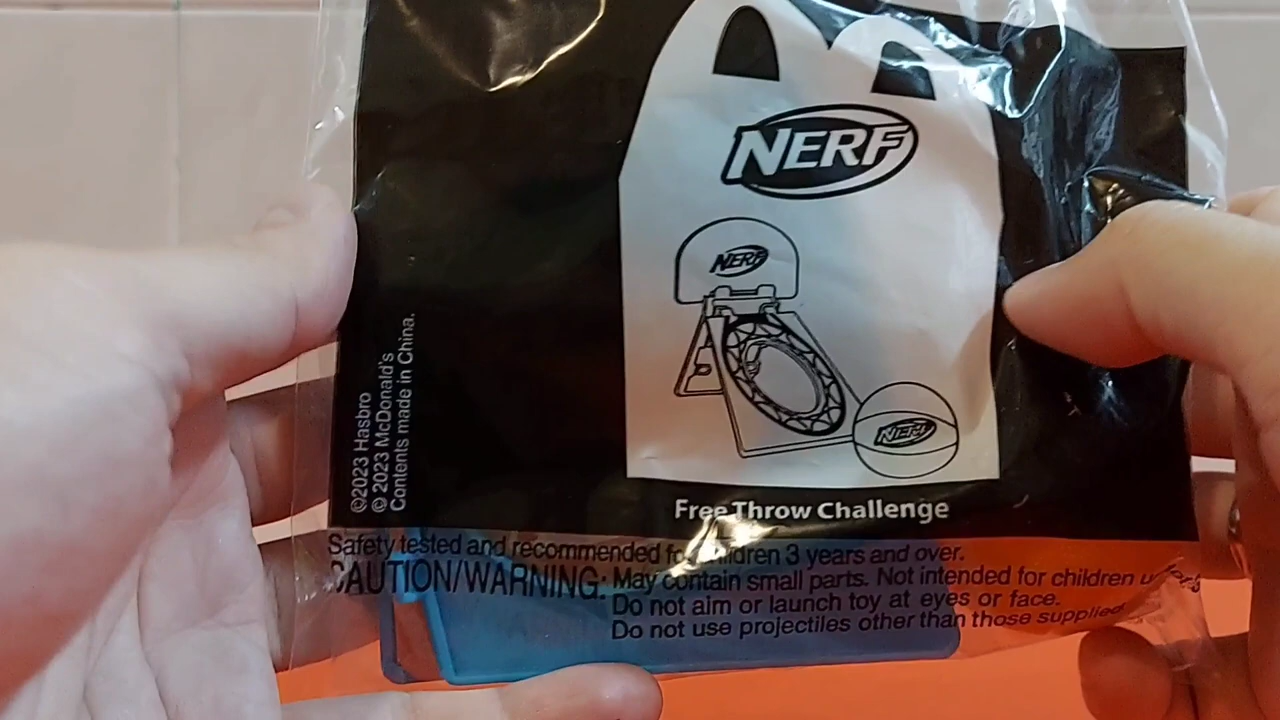 NERF
NERF
NERF
©2023 Hasbro
© 2023 McDonald's
Contents made in China.
Free Throw Challenge
Safety tested and recommended for children 3 years and over.
CAUTION/WARNING: May contain small parts. Not intended for children
Do not aim or launch toy at eyes or face.
Do not use projectiles other than those supplied